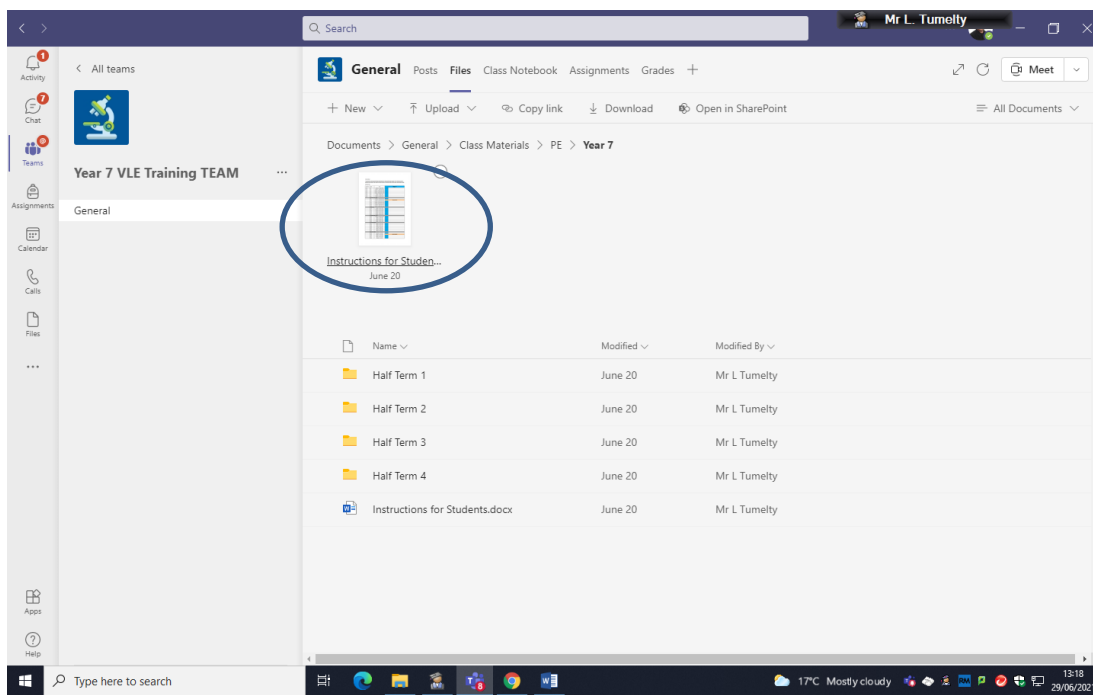 Search
Mr L. Tumelty
1
Activity
7
Chat
Teams
Assignments
Calendar
Calls
Files
Apps
Help
All teams
Year 7 VLE Training TEAM
General
General Posts Files Class Notebook Assignments Grades
Meet
New Upload Copy link Download Open in SharePoint All Documents
Documents > General > Class Materials > PE > Year 7
Instructions for Studen...
June 20
Name Modified Modified By
Half Term 1 June 20 Mr L Tumelty
Half Term 2 June 20 Mr L Tumelty
Half Term 3 June 20 Mr L Tumelty
Half Term 4 June 20 Mr L Tumelty
Instructions for Students.docx June 20 Mr L Tumelty
Type here to search
8
17°C Mostly cloudy
13:18
29/06/202